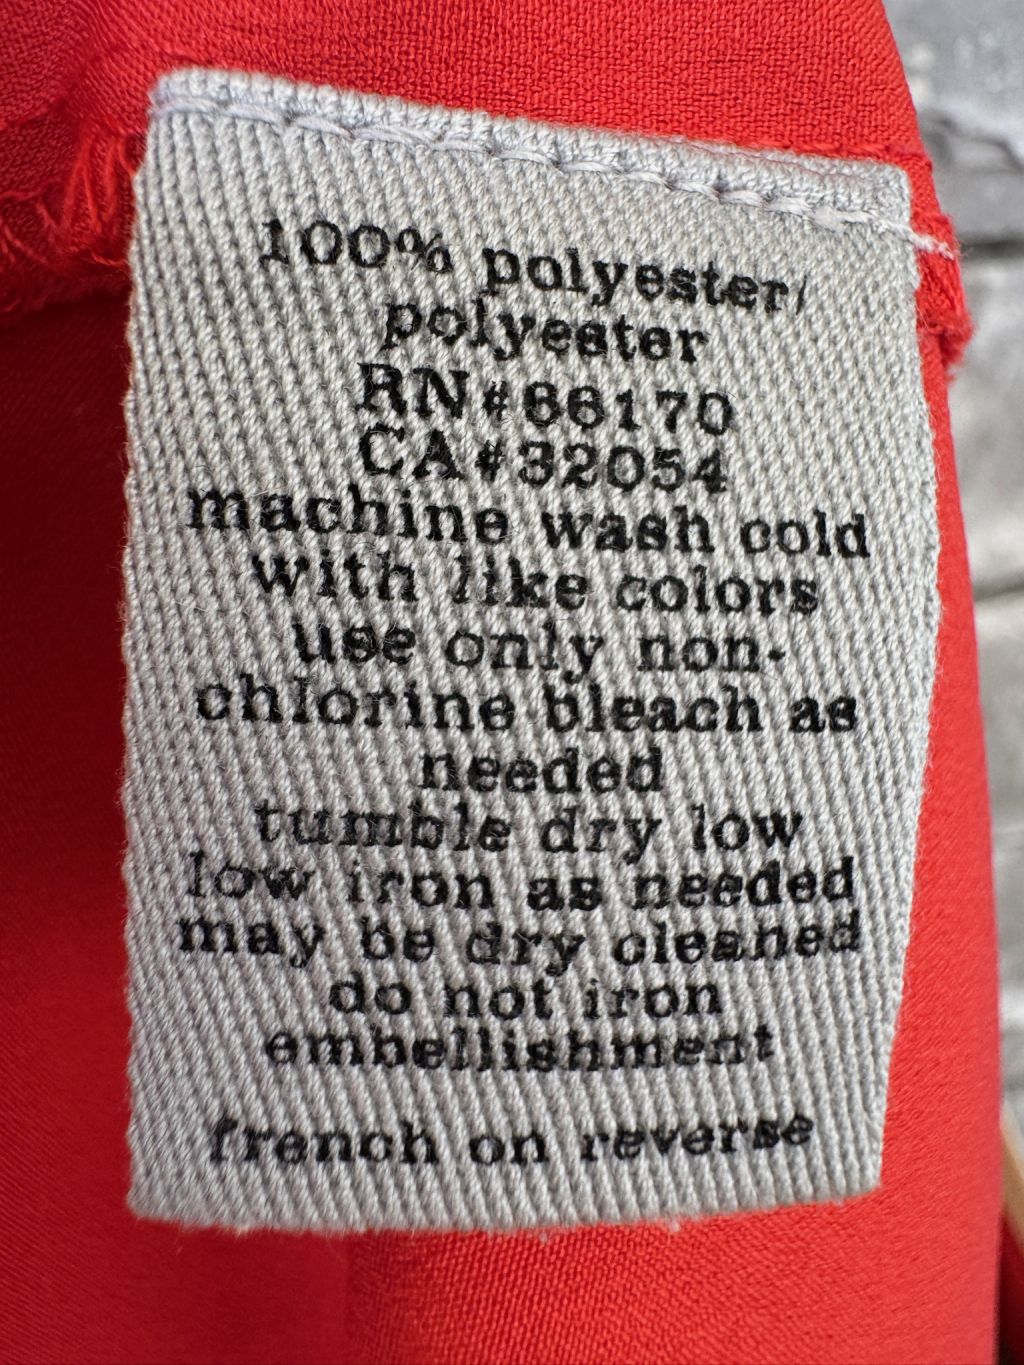 100% polyester/
polyester
RN#66170
CA#32054
machine wash cold
with like colors
use only non-
chlorine bleach as
needed
tumble dry low
low iron as needed
may be dry cleaned
do not iron
embellishment
french on reverse